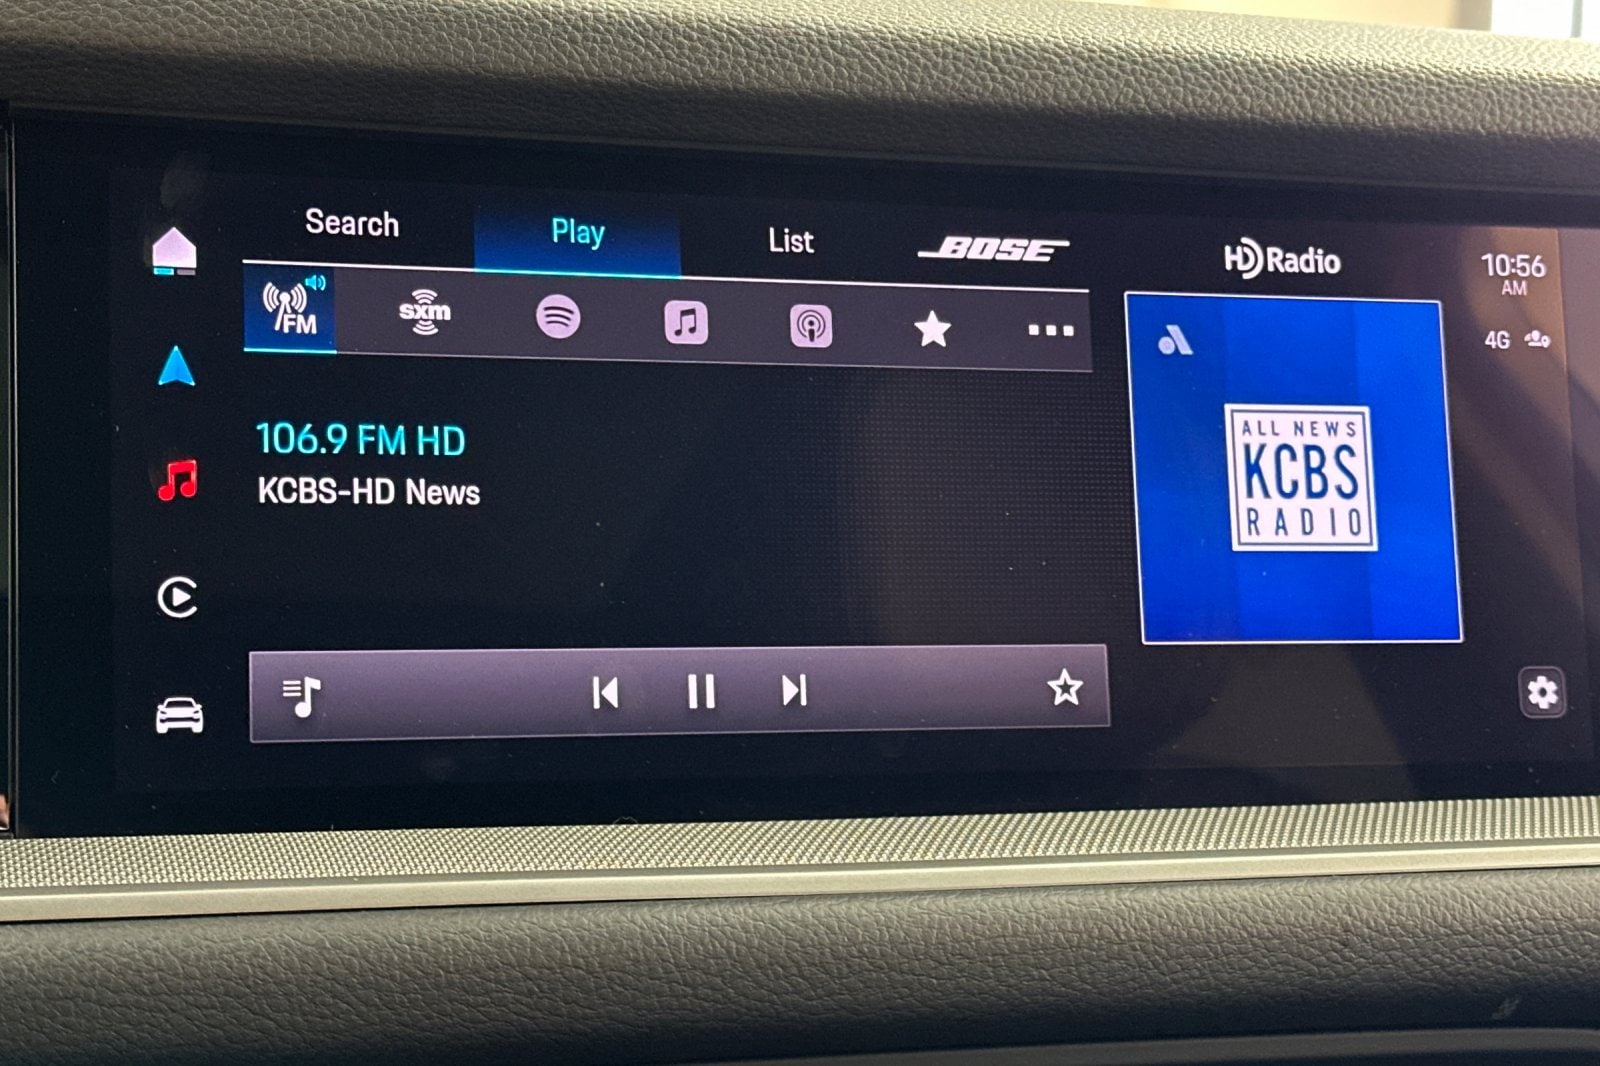 Search
Play
List
BOSE
HD Radio
10:56
AM
FM
sxm
4G
106.9 FM HD
KCBS-HD News
ALL NEWS
KCBS
RADIO